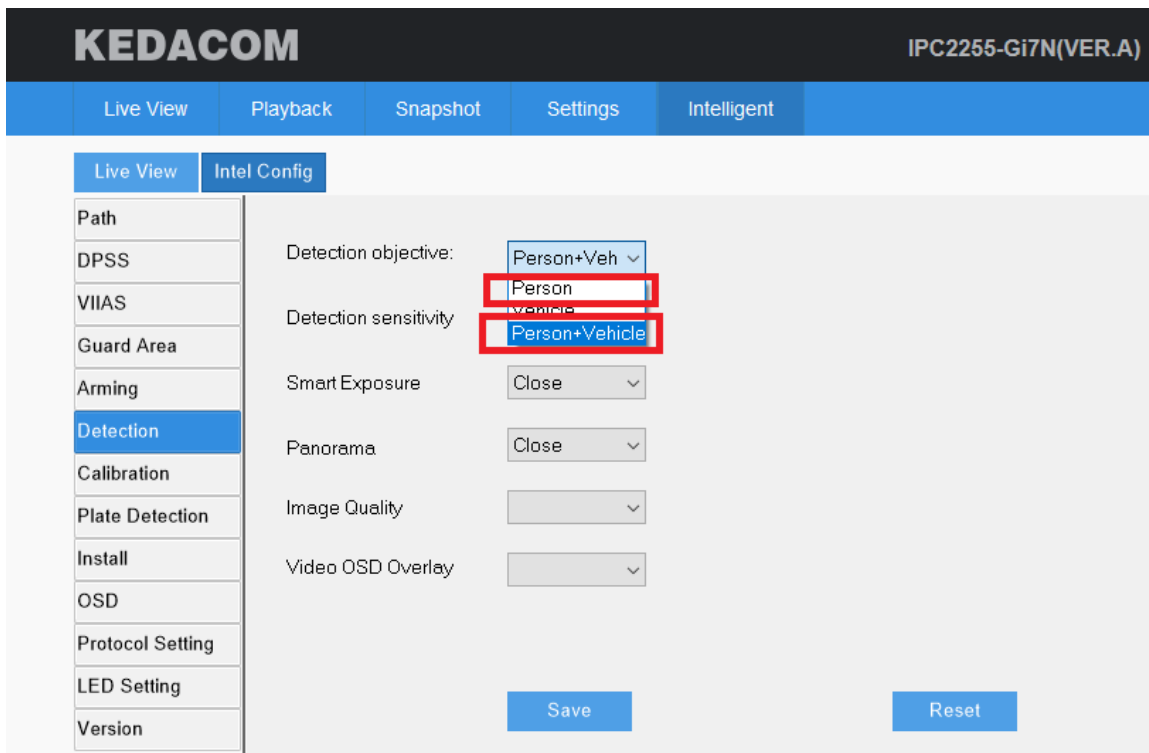 KEDACOM
IPC2255-Gi7N(VER.A)
Live View Playback Snapshot Settings Intelligent
Live View Intel Config
Path
DPSS
VIIAS
Guard Area
Arming
Detection
Calibration
Plate Detection
Install
OSD
Protocol Setting
LED Setting
Version
Detection objective: Person+Veh
Person
Vehicle
Person+Vehicle
Detection sensitivity
Smart Exposure Close
Panorama Close
Image Quality
Video OSD Overlay
Save Reset